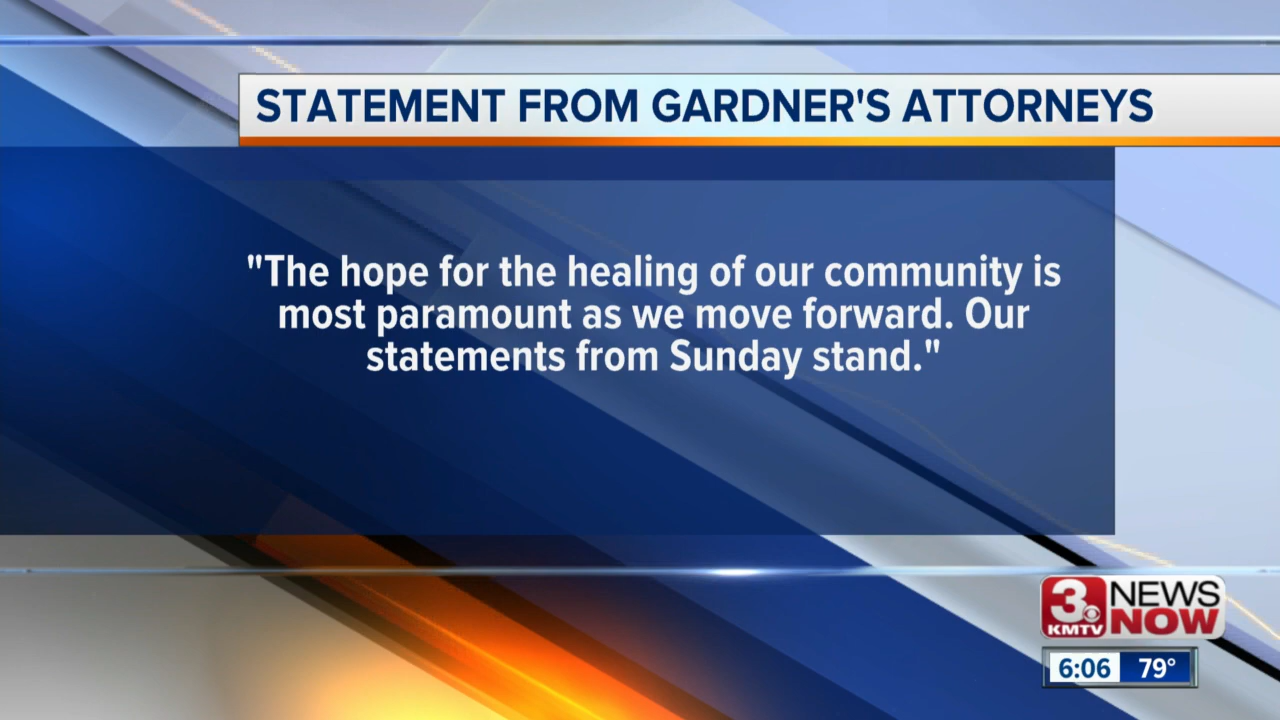 STATEMENT FROM GARDNER'S ATTORNEYS
"The hope for the healing of our community is
most paramount as we move forward. Our
statements from Sunday stand."
3 NEWS
KMTV NOW
6:06 79°